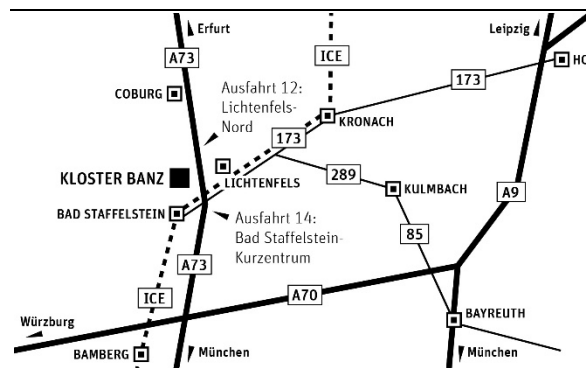 Erfurt
Leipzig
A73
ICE
HO
Ausfahrt 12:
Lichtenfels-
Nord
173
COBURG
KRONACH
173
LICHTENFELS
289
KLOSTER BANZ
KULMBACH
A9
BAD STAFFELSTEIN
Ausfahrt 14:
Bad Staffelstein-
Kurzentrum
85
A73
ICE
A70
Würzburg
BAYREUTH
BAMBERG
München
München